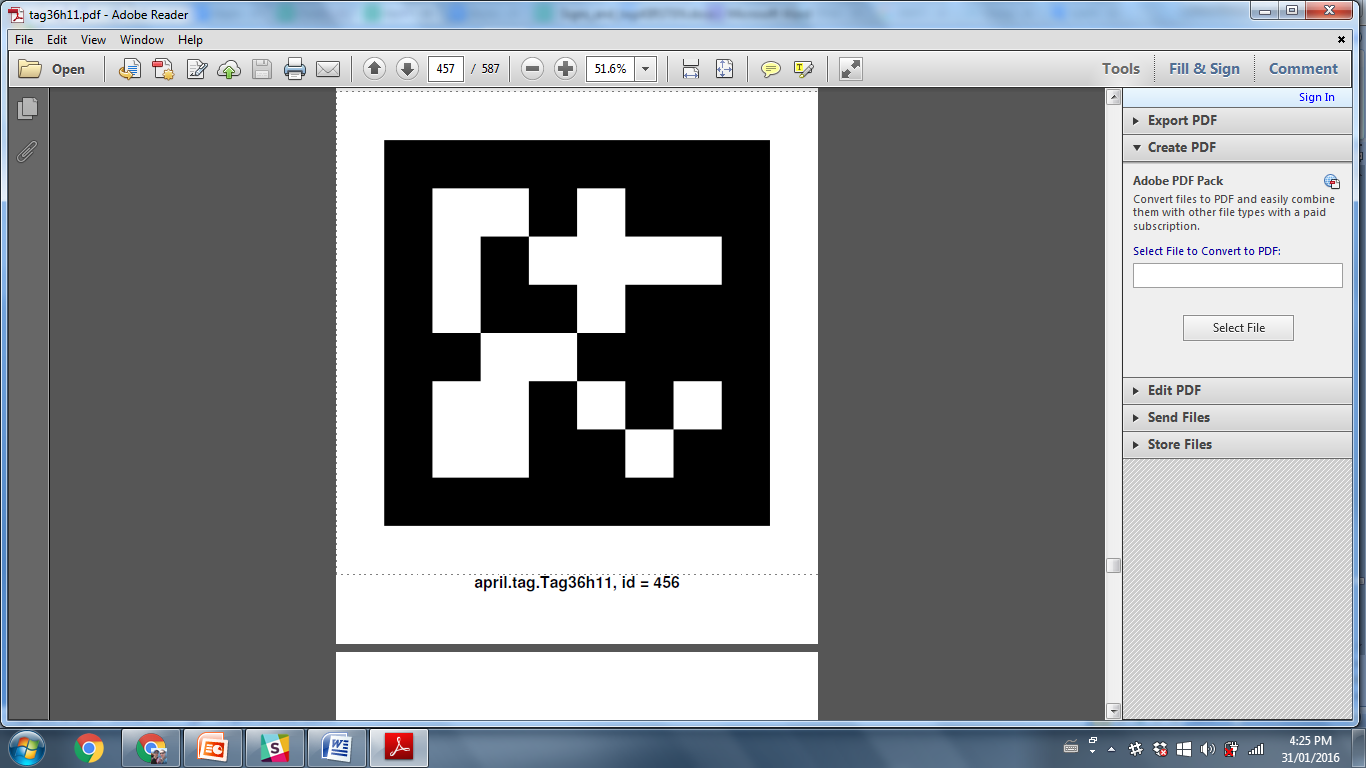 tag36h11.pdf - Adobe Reader
File Edit View Window Help
Open 457 / 587 51.6% Tools Fill & Sign Comment
Sign In
Export PDF
Create PDF
Adobe PDF Pack
Convert files to PDF and easily combine
them with other file types with a paid
subscription.
Select File to Convert to PDF:
Select File
Edit PDF
Send Files
Store Files
april.tag.Tag36h11, id = 456
4:25 PM
31/01/2016